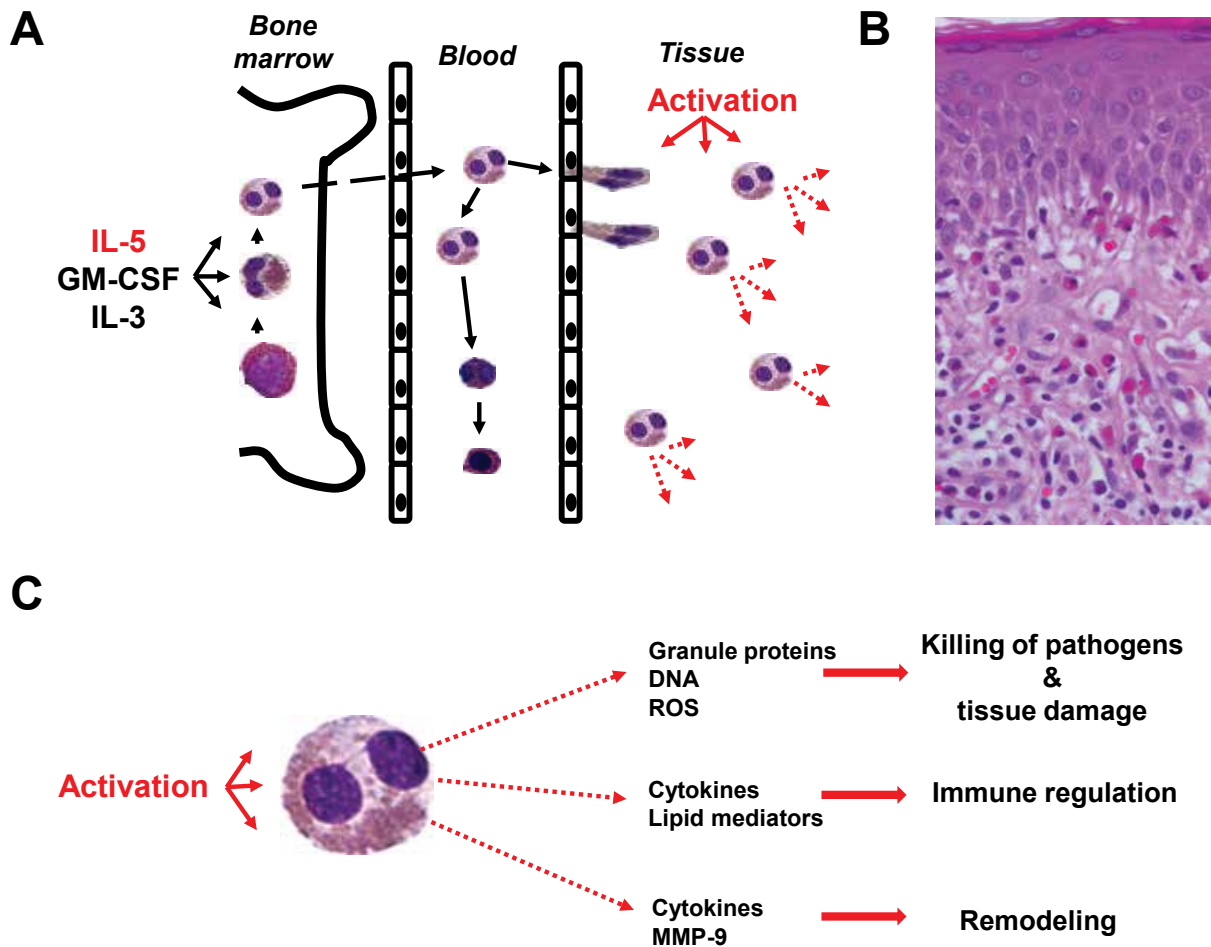 A
Bone
marrow
Blood
Tissue
Activation
IL-5
GM-CSF
IL-3
B
C
Activation
Granule proteins
DNA
ROS
Killing of pathogens
&
tissue damage
Cytokines
Lipid mediators
Immune regulation
Cytokines
MMP-9
Remodeling